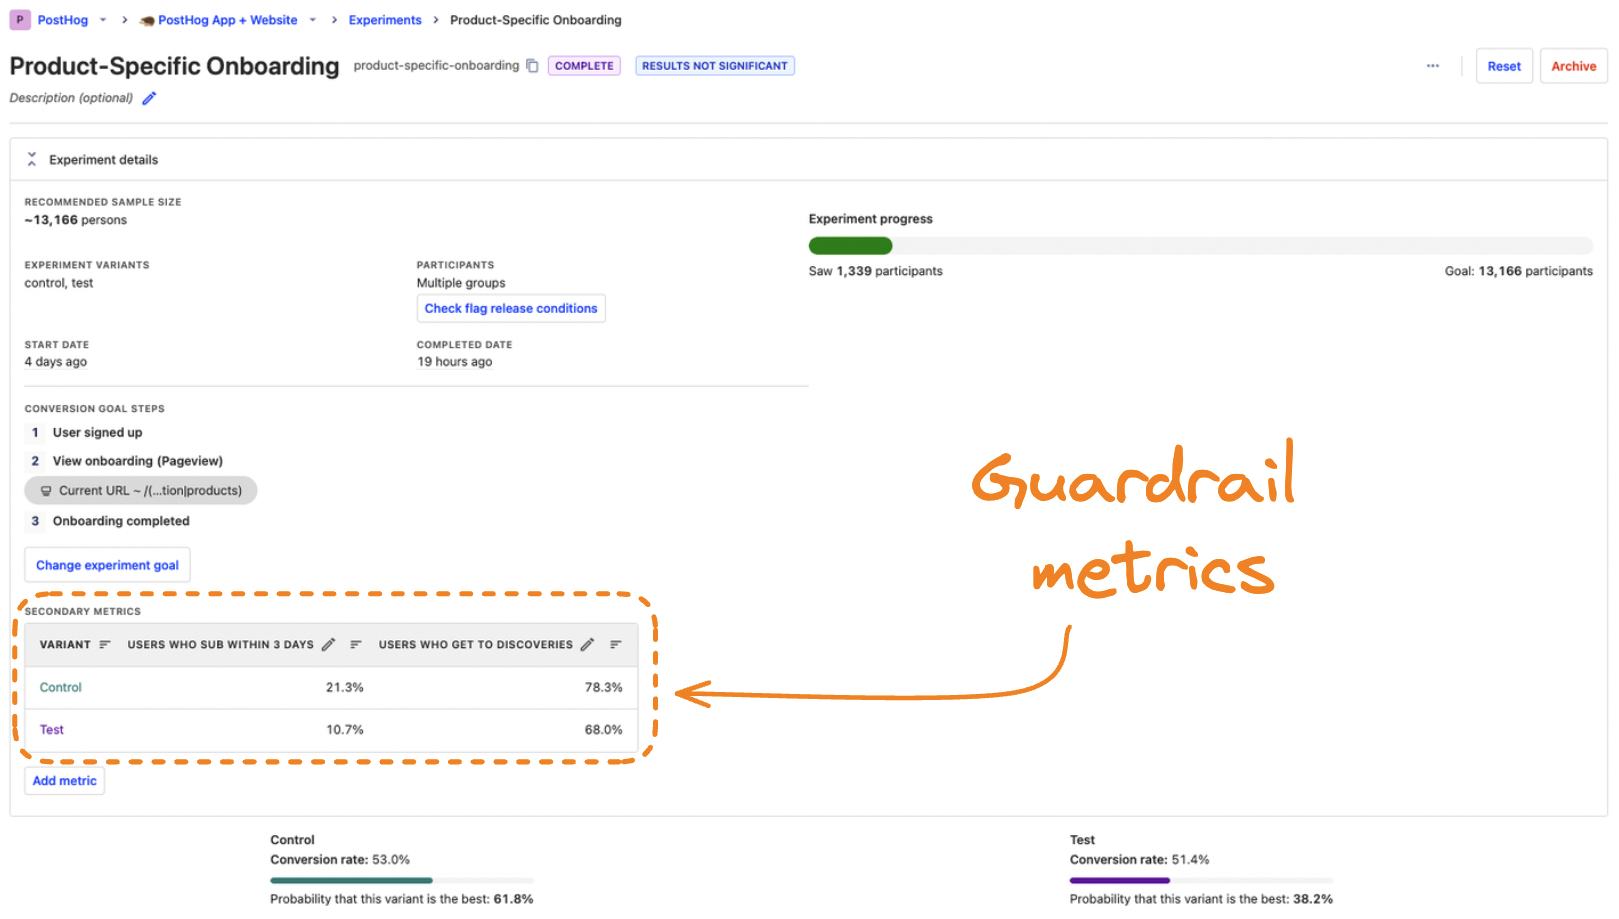 P PostHog > PostHog App + Website > Experiments > Product-Specific Onboarding
Product-Specific Onboarding product-specific-onboarding COMPLETE RESULTS NOT SIGNIFICANT ... Reset Archive
Description (optional)
Experiment details
RECOMMENDED SAMPLE SIZE
~13,166 persons
Experiment progress
Saw 1,339 participants Goal: 13,166 participants
EXPERIMENT VARIANTS
control, test
PARTICIPANTS
Multiple groups
Check flag release conditions
START DATE
4 days ago
COMPLETED DATE
19 hours ago
CONVERSION GOAL STEPS
1 User signed up
2 View onboarding (Pageview)
Current URL ~ /(...tion|products)
3 Onboarding completed
Change experiment goal
Guardrail
metrics
SECONDARY METRICS
VARIANT USERS WHO SUB WITHIN 3 DAYS USERS WHO GET TO DISCOVERIES
Control 21.3% 78.3%
Test 10.7% 68.0%
Add metric
Control
Conversion rate: 53.0%
Probability that this variant is the best: 61.8%
Test
Conversion rate: 51.4%
Probability that this variant is the best: 38.2%